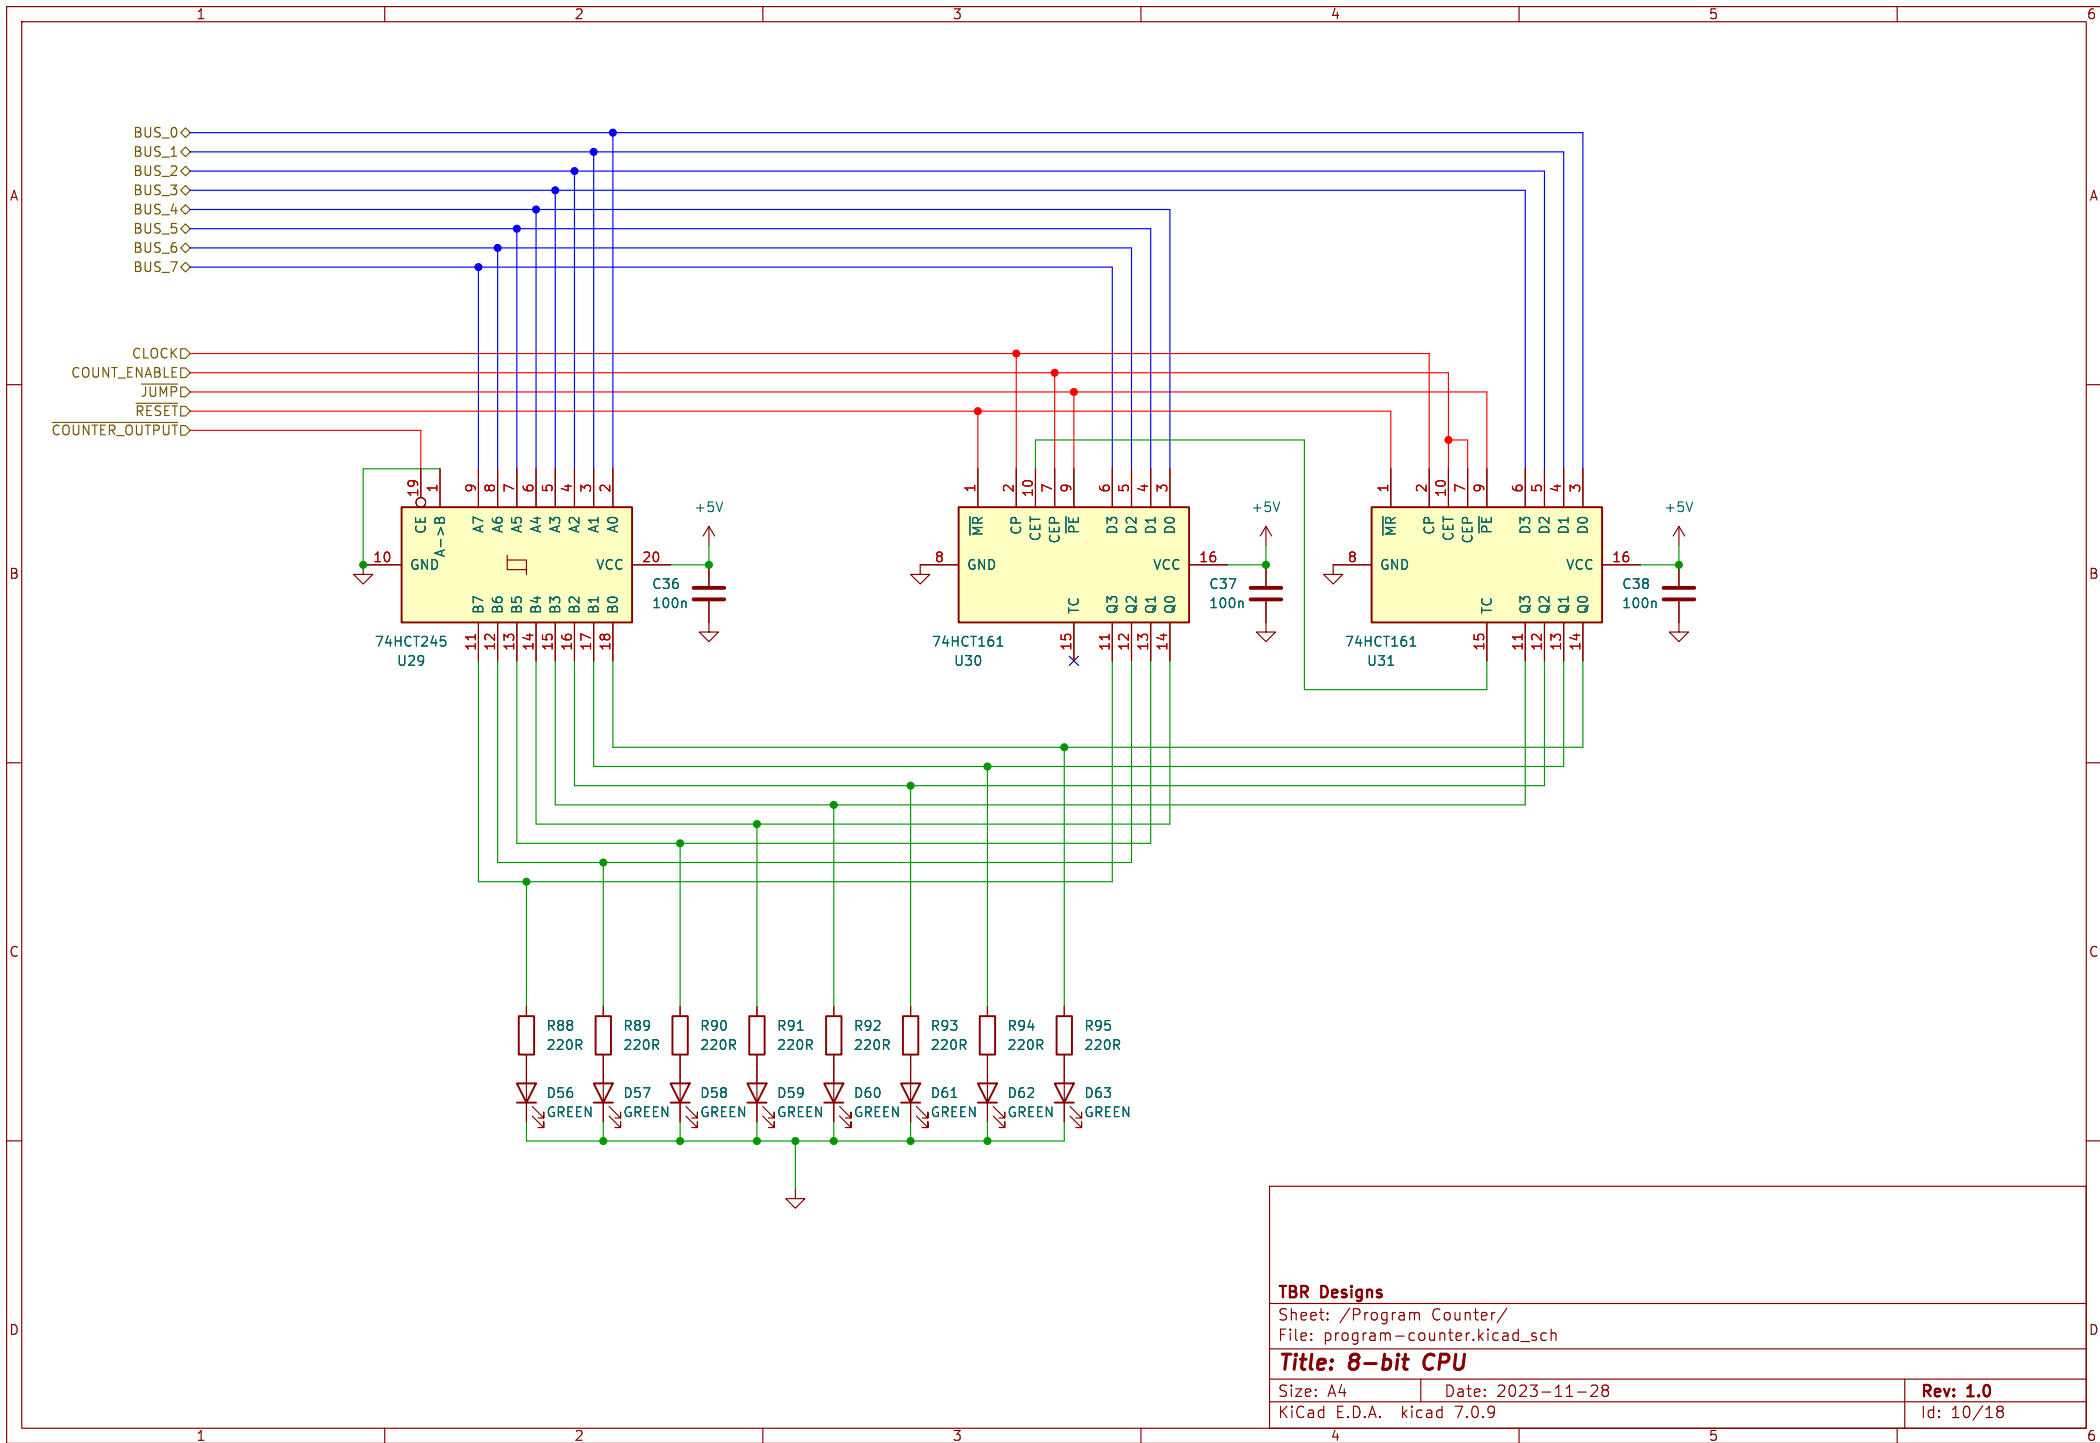 1 2 3 4 5 6
A A
B B
C C
D D
BUS_0
BUS_1
BUS_2
BUS_3
BUS_4
BUS_5
BUS_6
BUS_7
CLOCK
COUNT_ENABLE
JUMP
RESET
COUNTER_OUTPUT
19 1 9 8 7 6 5 4 3 2
CE A->B A7 A6 A5 A4 A3 A2 A1 A0
10 GND VCC 20
B7 B6 B5 B4 B3 B2 B1 B0
11 12 13 14 15 16 17 18
74HCT245
U29
+5V
C36
100n
1 2 10 7 9 6 5 4 3
MR CP CET CEP PE D3 D2 D1 D0
8 GND VCC 16
TC Q3 Q2 Q1 Q0
15 11 12 13 14
74HCT161
U30
+5V
C37
100n
1 2 10 7 9 6 5 4 3
MR CP CET CEP PE D3 D2 D1 D0
8 GND VCC 16
TC Q3 Q2 Q1 Q0
15 11 12 13 14
74HCT161
U31
+5V
C38
100n
R88 R89 R90 R91 R92 R93 R94 R95
220R 220R 220R 220R 220R 220R 220R 220R
D56 D57 D58 D59 D60 D61 D62 D63
GREEN GREEN GREEN GREEN GREEN GREEN GREEN GREEN
TBR Designs
Sheet: /Program Counter/
File: program-counter.kicad_sch
Title: 8-bit CPU
Size: A4 Date: 2023-11-28 Rev: 1.0
KiCad E.D.A. kicad 7.0.9 Id: 10/18
1 2 3 4 5 6